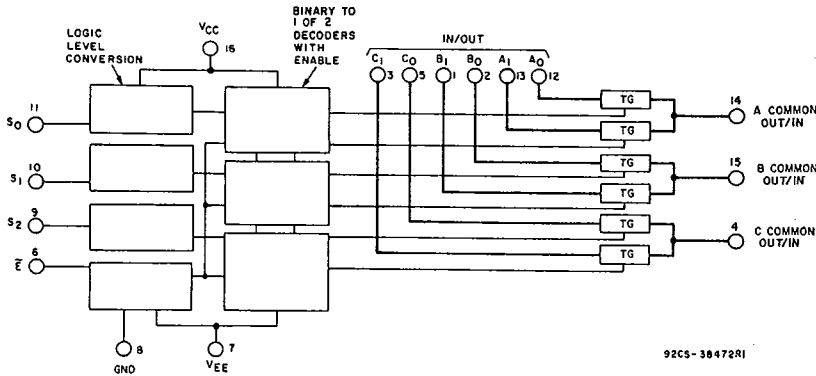 LOGIC
LEVEL
CONVERSION
VCC
16
BINARY TO
1 OF 2
DECODERS
WITH
ENABLE
IN/OUT
C1 C0 B1 B0 A1 A0
3 5 1 2 13 12
11
S0
10
S1
9
S2
6
E̅
TG
TG
TG
TG
TG
TG
14
A COMMON
OUT/IN
15
B COMMON
OUT/IN
4
C COMMON
OUT/IN
8
GND
7
VEE
92CS-38472R1